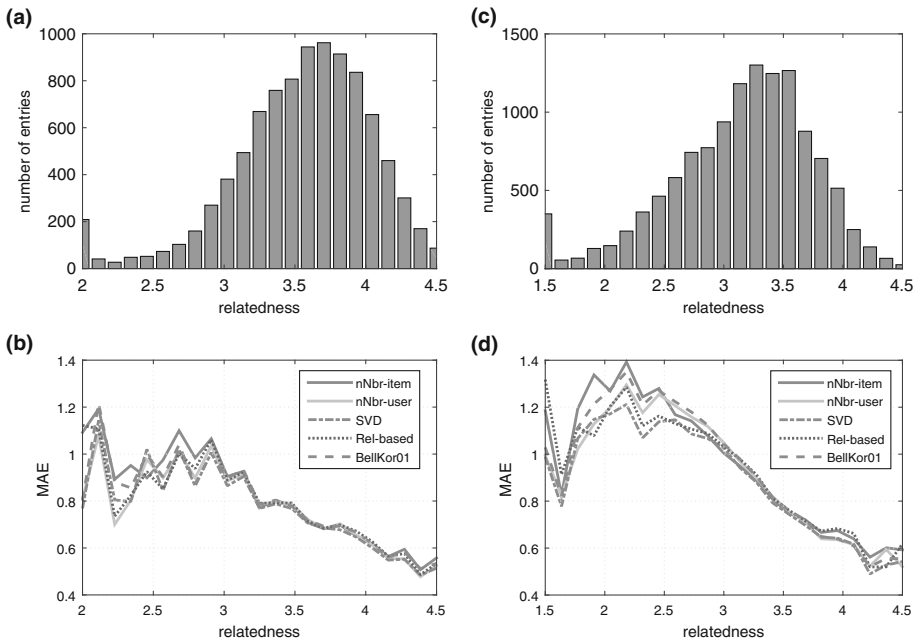 (a)
1000
800
600
400
200
0
number of entries
2 2.5 3 3.5 4 4.5
relatedness
(c)
1500
1000
500
0
number of entries
1.5 2 2.5 3 3.5 4 4.5
relatedness
(b)
1.4
1.2
1
0.8
0.6
0.4
MAE
nNbr-item
nNbr-user
SVD
Rel-based
BellKor01
2 2.5 3 3.5 4 4.5
relatedness
(d)
1.4
1.2
1
0.8
0.6
0.4
MAE
nNbr-item
nNbr-user
SVD
Rel-based
BellKor01
1.5 2 2.5 3 3.5 4 4.5
relatedness